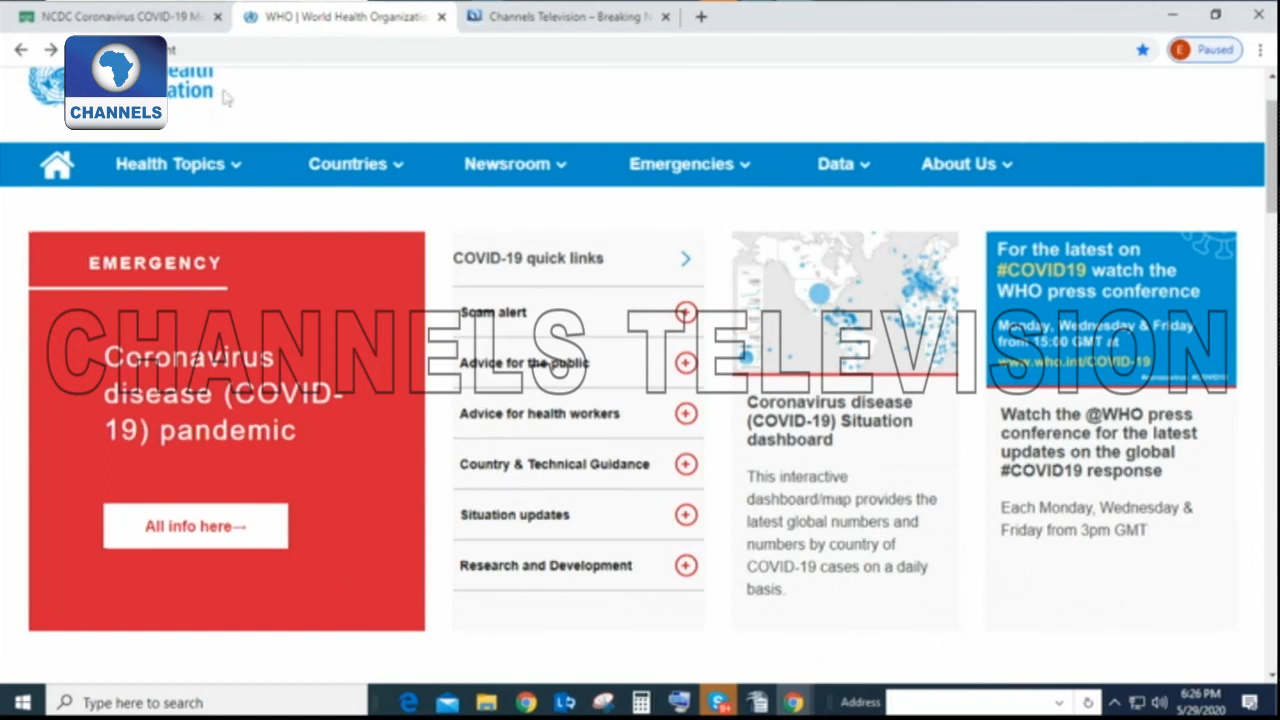 NCDC Coronavirus COVID-19 Mi
WHO | World Health Organizatio
Channels Television – Breaking N
Paused
E
CHANNELS
ealth
ation
nt
Health Topics
Countries
Newsroom
Emergencies
Data
About Us
EMERGENCY
Coronavirus
disease (COVID-
19) pandemic
All info here→
COVID-19 quick links
Scam alert
Advice for the public
Advice for health workers
Country & Technical Guidance
Situation updates
Research and Development
Coronavirus disease
(COVID-19) Situation
dashboard
This interactive
dashboard/map provides the
latest global numbers and
numbers by country of
COVID-19 cases on a daily
basis.
For the latest on
#COVID19 watch the
WHO press conference
Monday, Wednesday & Friday
from 15:00 GMT at
www.who.int/COVID-19
#coronavirus #COVID19
Watch the @WHO press
conference for the latest
updates on the global
#COVID19 response
Each Monday, Wednesday &
Friday from 3pm GMT
CHANNELS TELEVISION
Type here to search
Address
6:26 PM
5/29/2020